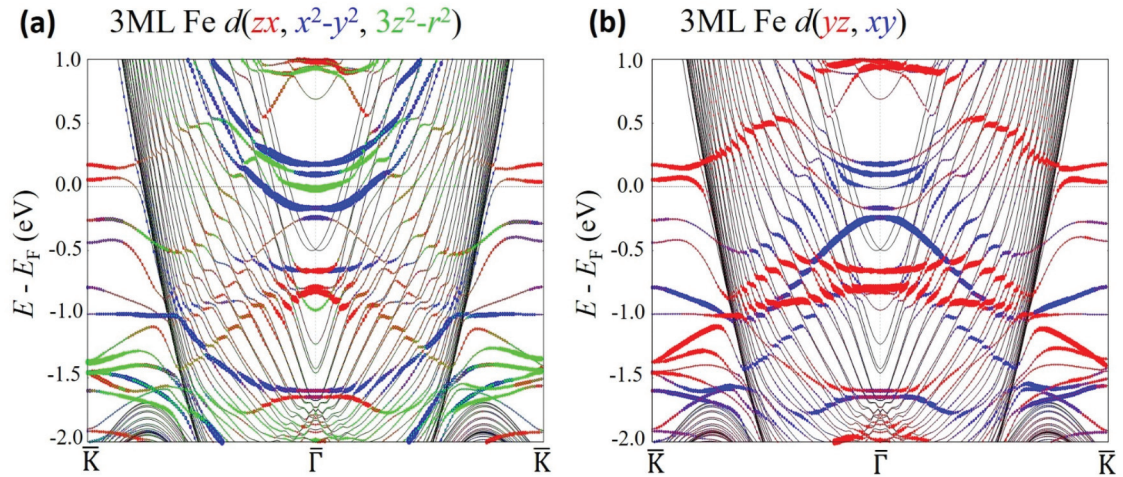 (a) 3ML Fe d(zx, x²-y², 3z²-r²)
E - E_F (eV)
1.0
0.5
0.0
-0.5
-1.0
-1.5
-2.0
K̅ Γ̅ K̅
(b) 3ML Fe d(yz, xy)
E - E_F (eV)
1.0
0.5
0.0
-0.5
-1.0
-1.5
-2.0
K̅ Γ̅ K̅